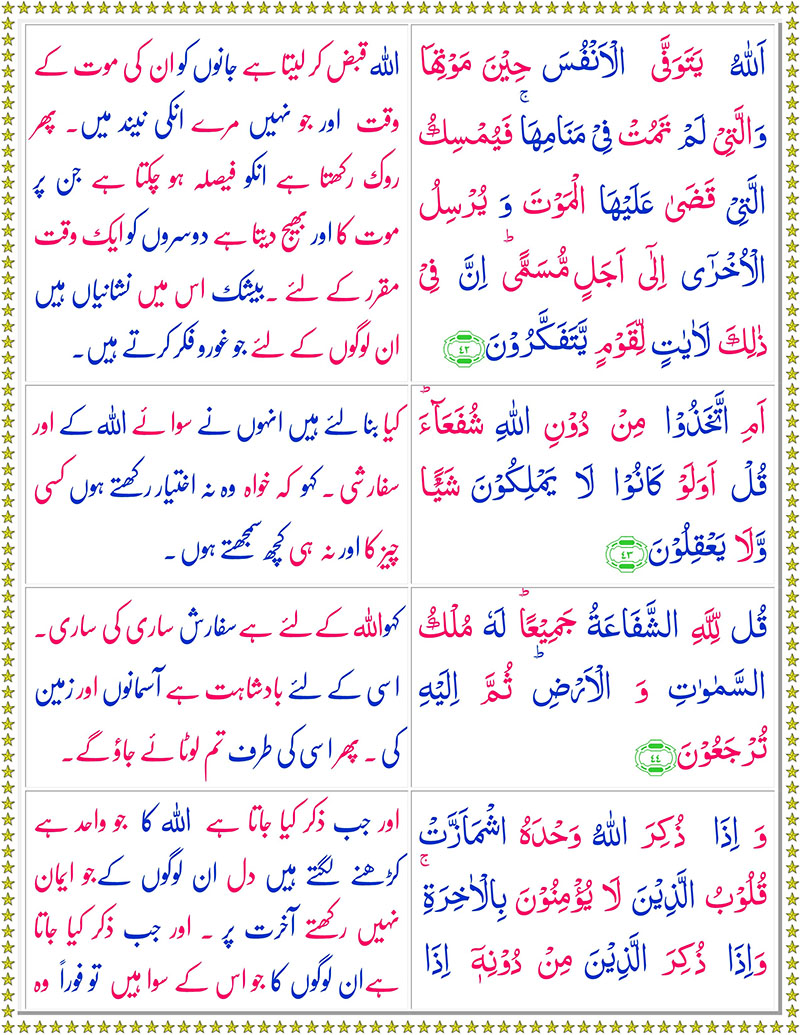 اَللّٰهُ يَتَوَفَّى الْاَنْفُسَ حِيْنَ مَوْتِهَا
وَالَّتِيْ لَمْ تَمُتْ فِيْ مَنَامِهَا ۚ فَيُمْسِكُ
الَّتِيْ قَضٰى عَلَيْهَا الْمَوْتَ وَ يُرْسِلُ
الْاُخْرٰٓى اِلٰٓى اَجَلٍ مُّسَمًّى ؕ اِنَّ فِيْ
ذٰلِكَ لَاٰيٰتٍ لِّقَوْمٍ يَّتَفَكَّرُوْنَ ٤٢
اللہ قبض کر لیتا ہے جانوں کو ان کی موت کے
وقت اور جو نہیں مرے انکی نیند میں۔ پھر
روک رکھتا ہے انکو فیصلہ ہو چکتا ہے جن پر
موت کا اور بھیج دیتا ہے دوسروں کو ایک وقت
مقرر کے لئے ۔ بیشک اس میں نشانیاں ہیں
ان لوگوں کے لئے جو غور و فکر کرتے ہیں۔
اَمِ اتَّخَذُوْا مِنْ دُوْنِ اللّٰهِ شُفَعَآءَ ؕ
قُلْ اَوَلَوْ كَانُوْا لَا يَمْلِكُوْنَ شَيْـًٔا
وَّلَا يَعْقِلُوْنَ ٤٣
کیا بنا لئے ہیں انہوں نے سوائے اللہ کے اور
سفارشی ۔ کہو کہ خواہ وہ نہ اختیار رکھتے ہوں کسی
چیز کا اور نہ ہی کچھ سمجھتے ہوں ۔
قُل لِّلّٰهِ الشَّفَاعَةُ جَمِيْعًا ؕ لَهٗ مُلْكُ
السَّمٰوٰتِ وَ الْاَرْضِ ؕ ثُمَّ اِلَيْهِ
تُرْجَعُوْنَ ٤٤
کہو اللہ کے لئے ہے سفارش ساری کی ساری۔
اسی کے لئے بادشاہت ہے آسمانوں اور زمین
کی ۔ پھر اسی کی طرف تم لوٹائے جاؤ گے۔
وَ اِذَا ذُكِرَ اللّٰهُ وَحْدَهُ اشْمَاَزَّتْ
قُلُوْبُ الَّذِيْنَ لَا يُؤْمِنُوْنَ بِالْاٰخِرَةِ ۚ
وَاِذَا ذُكِرَ الَّذِيْنَ مِنْ دُوْنِهٖۤ اِذَا
اور جب ذکر کیا جاتا ہے اللہ کا جو واحد ہے
کڑھنے لگتے ہیں دل ان لوگوں کے جو ایمان
نہیں رکھتے آخرت پر ۔ اور جب ذکر کیا جاتا
ہے ان لوگوں کا جو اس کے سوا ہیں تو فوراً وہ